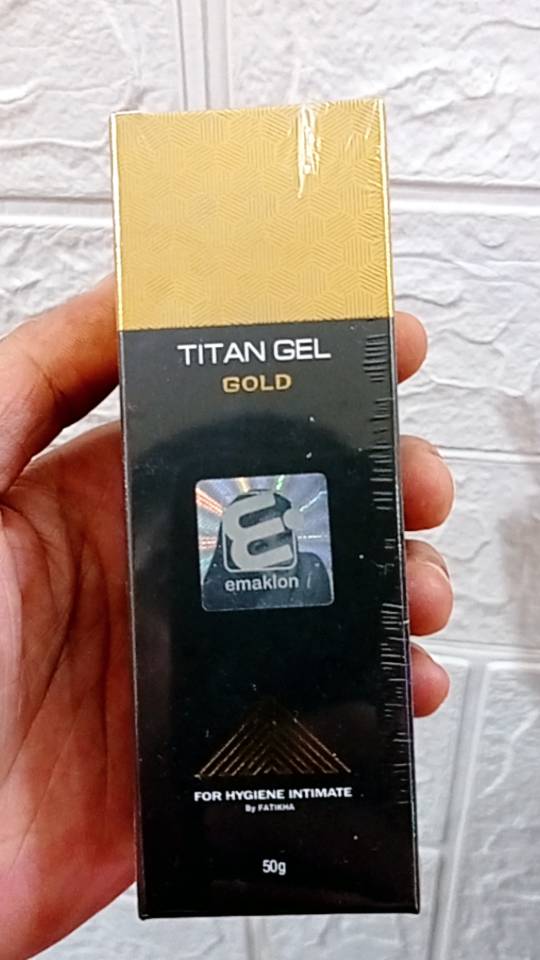 TITAN GEL
GOLD
emaklon
FOR HYGIENE INTIMATE
By FATIKHA
50g